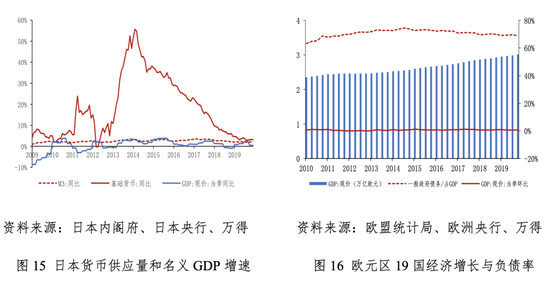 60%
50%
40%
30%
20%
10%
0%
-10%
2009 2010 2011 2012 2013 2014 2015 2016 2017 2018 2019
M3:同比 基础货币:同比 GDP:现价:当季同比
4
3
2
1
0
80%
60%
40%
20%
0%
-20%
2010 2011 2012 2013 2014 2015 2016 2017 2018 2019
GDP:现价(万亿欧元) 一般政府债务/占GDP GDP:现价:当季环比
资料来源：日本内阁府、日本央行、万得
图 15 日本货币供应量和名义 GDP 增速
资料来源：欧盟统计局、欧洲央行、万得
图 16 欧元区 19 国经济增长与负债率